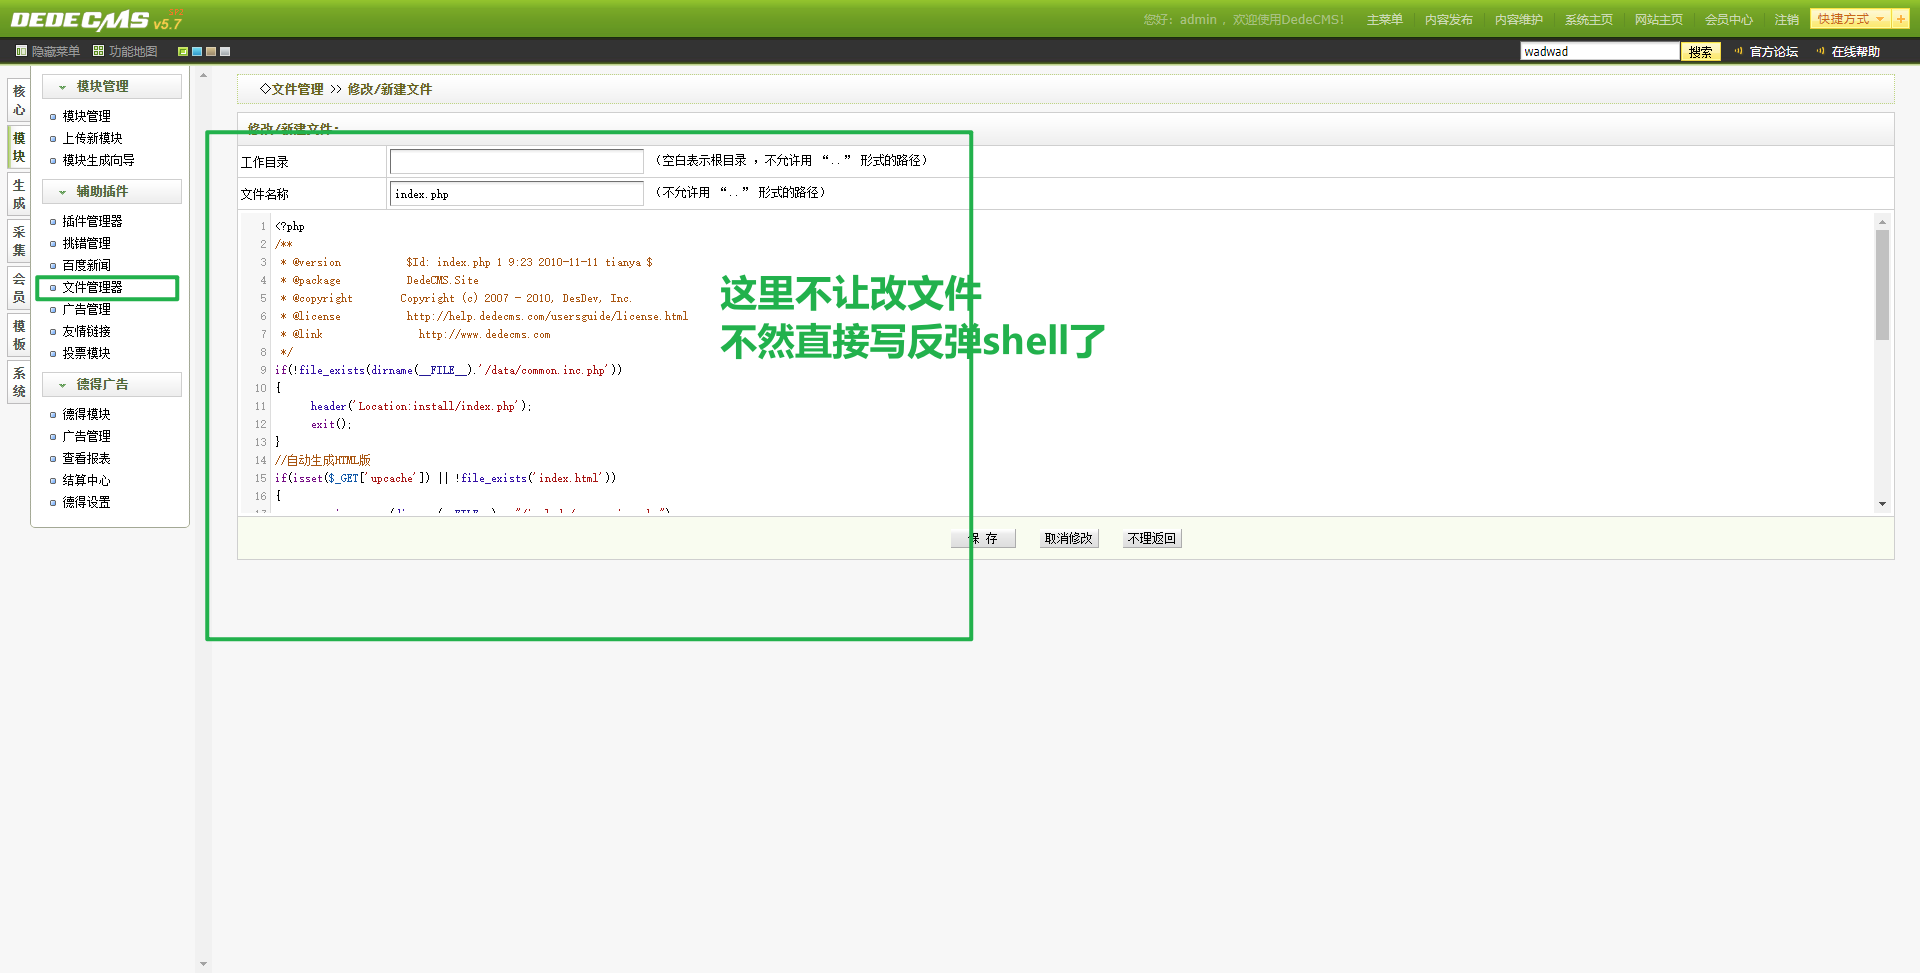 DEDECMS v5.7
您好：admin ，欢迎使用DedeCMS！ 主菜单 内容发布 内容维护 系统主页 网站主页 会员中心 注销 快捷方式 +
隐藏菜单 功能地图 wadwad 搜索 官方论坛 在线帮助
核心
模块
生成
采集
会员
模板
系统
模块管理
模块管理
上传新模块
模块生成向导
辅助插件
插件管理器
挑错管理
百度新闻
文件管理器
广告管理
友情链接
投票模块
德得广告
德得模块
广告管理
查看报表
结算中心
德得设置
◇文件管理 >> 修改/新建文件
修改/新建文件：
工作目录 （空白表示根目录 ，不允许用 “..” 形式的路径）
文件名称 index.php （不允许用 “..” 形式的路径）
1 <?php
2 /**
3 * @version $Id: index.php 1 9:23 2010-11-11 tianya $
4 * @package DedeCMS.Site
5 * @copyright Copyright (c) 2007 - 2010, DesDev, Inc.
6 * @license http://help.dedecms.com/usersguide/license.html
7 * @link http://www.dedecms.com
8 */
9 if(!file_exists(dirname(__FILE__).'/data/common.inc.php'))
10 {
11 header('Location:install/index.php');
12 exit();
13 }
14 //自动生成HTML版
15 if(isset($_GET['upcache']) || !file_exists('index.html'))
16 {
这里不让改文件
不然直接写反弹shell了
保 存 取消修改 不理返回